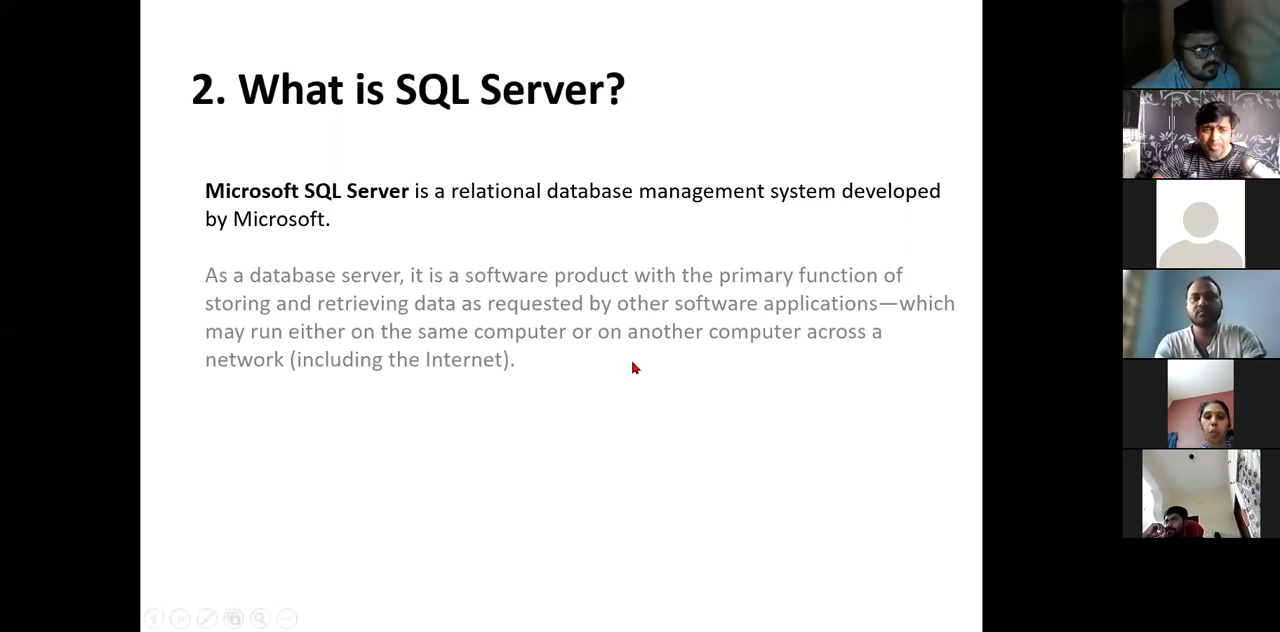 2. What is SQL Server?
Microsoft SQL Server is a relational database management system developed
by Microsoft.
As a database server, it is a software product with the primary function of
storing and retrieving data as requested by other software applications—which
may run either on the same computer or on another computer across a
network (including the Internet).